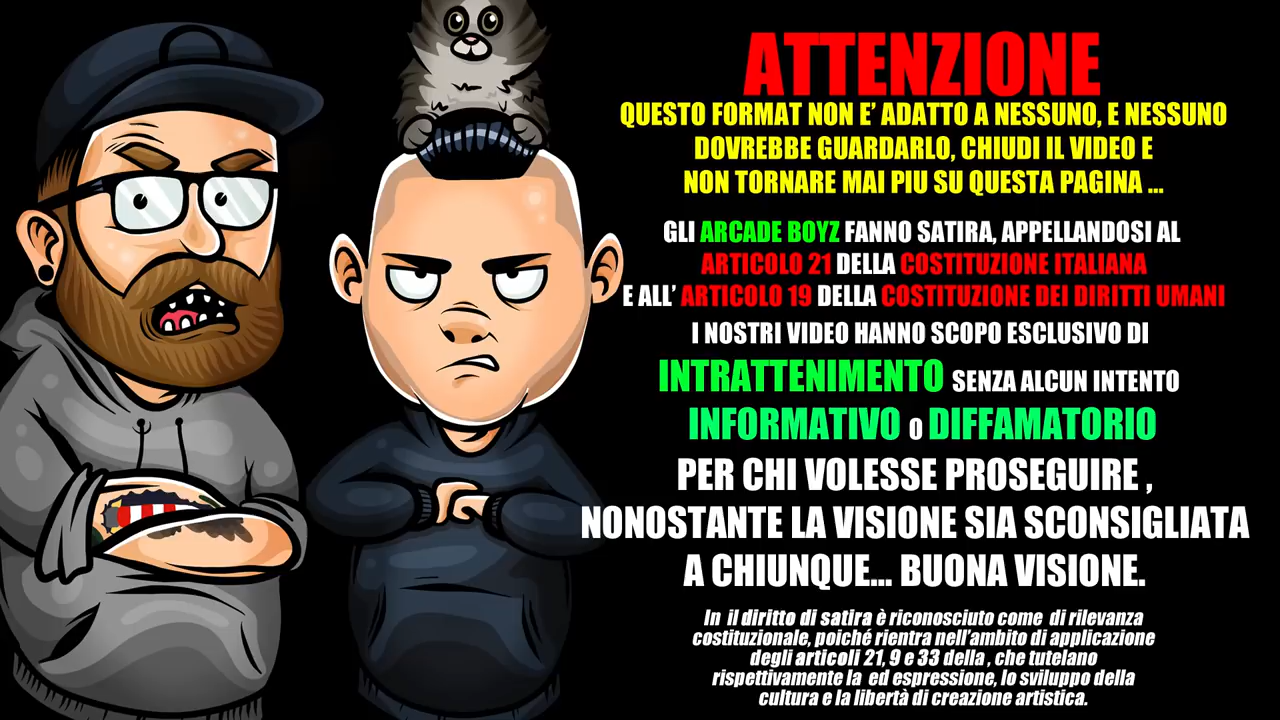 ATTENZIONE
QUESTO FORMAT NON E' ADATTO A NESSUNO, E NESSUNO
DOVREBBE GUARDARLO, CHIUDI IL VIDEO E
NON TORNARE MAI PIU SU QUESTA PAGINA ...
GLI ARCADE BOYZ FANNO SATIRA, APPELLANDOSI AL
ARTICOLO 21 DELLA COSTITUZIONE ITALIANA
E ALL' ARTICOLO 19 DELLA COSTITUZIONE DEI DIRITTI UMANI
I NOSTRI VIDEO HANNO SCOPO ESCLUSIVO DI
INTRATTENIMENTO SENZA ALCUN INTENTO
INFORMATIVO O DIFFAMATORIO
PER CHI VOLESSE PROSEGUIRE ,
NONOSTANTE LA VISIONE SIA SCONSIGLIATA
A CHIUNQUE... BUONA VISIONE.
In il diritto di satira è riconosciuto come di rilevanza
costituzionale, poiché rientra nell'ambito di applicazione
degli articoli 21, 9 e 33 della , che tutelano
rispettivamente la ed espressione, lo sviluppo della
cultura e la libertà di creazione artistica.